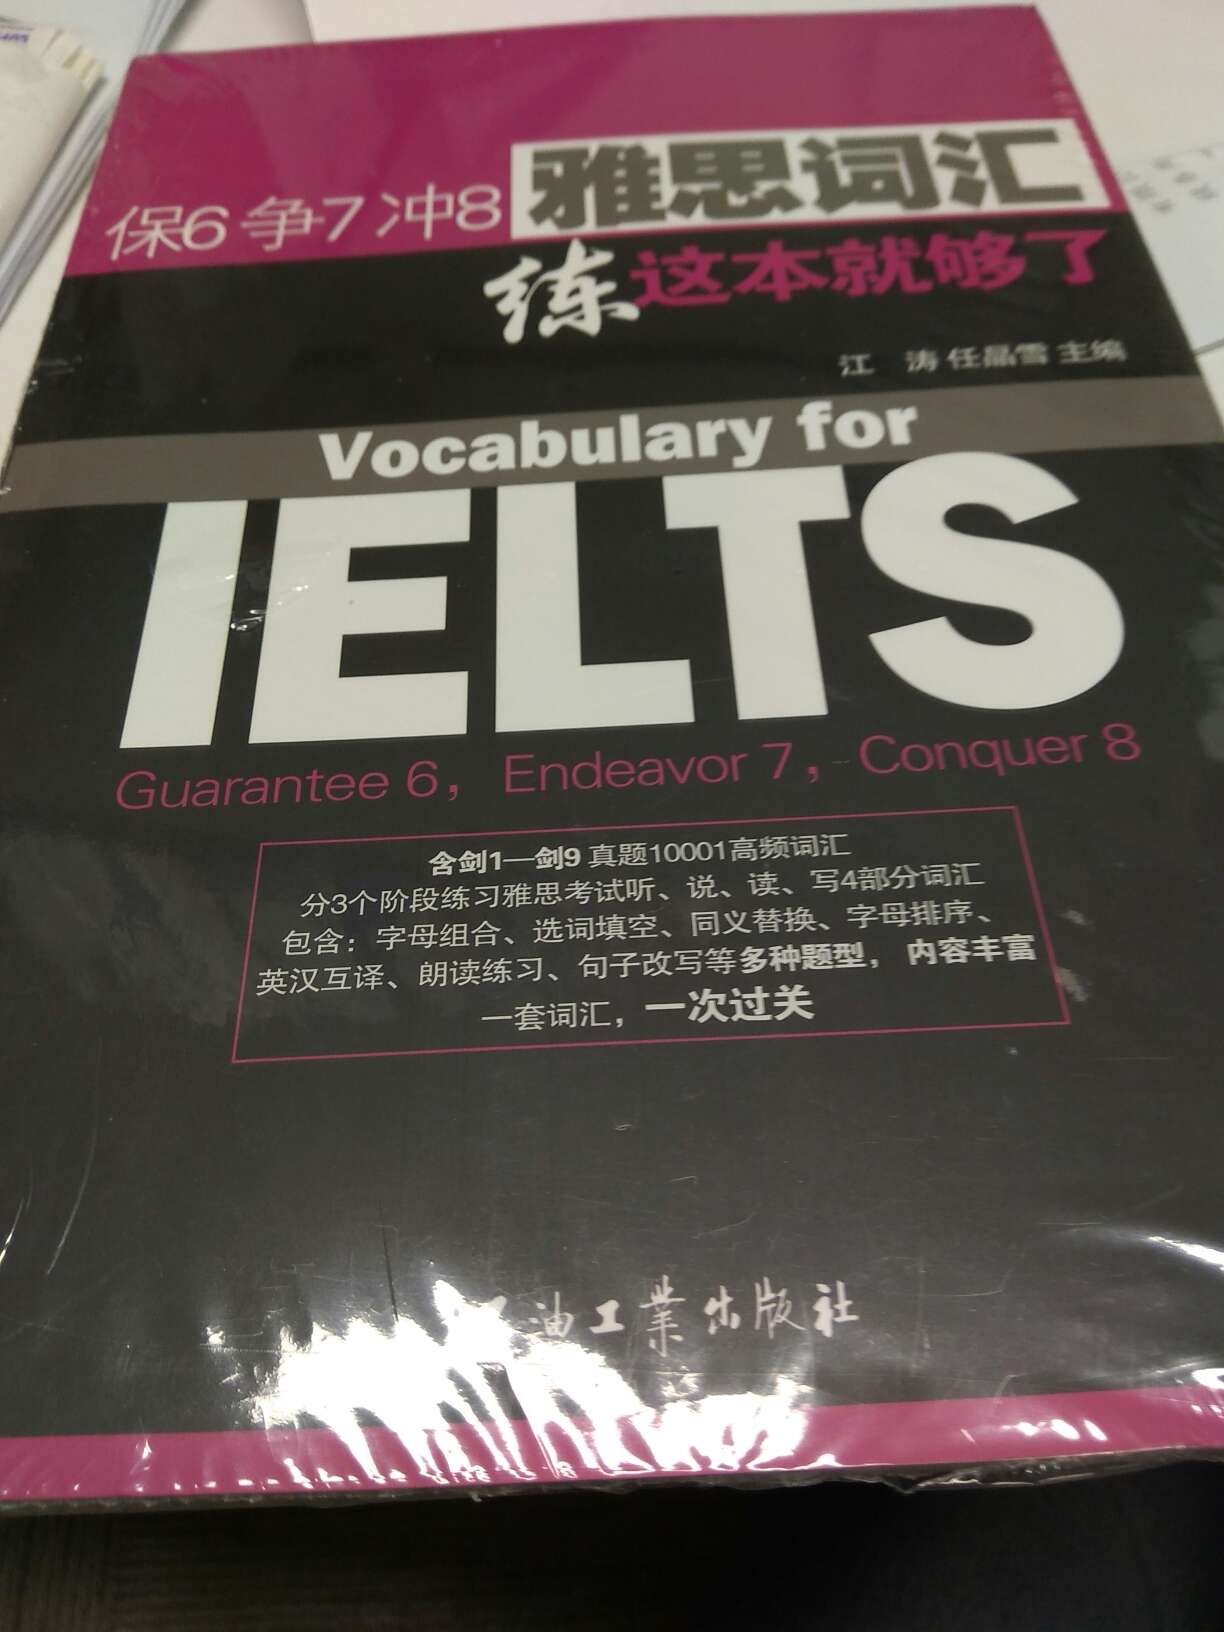 保6 争7 冲8 雅思词汇
练这本就够了
江 涛 任晶雪 主编
Vocabulary for
IELTS
Guarantee 6, Endeavor 7, Conquer 8
含剑1—剑9 真题10001高频词汇
分3个阶段练习雅思考试听、说、读、写4部分词汇
包含：字母组合、选词填空、同义替换、字母排序、
英汉互译、朗读练习、句子改写等多种题型，内容丰富
一套词汇，一次过关
油工業出版社